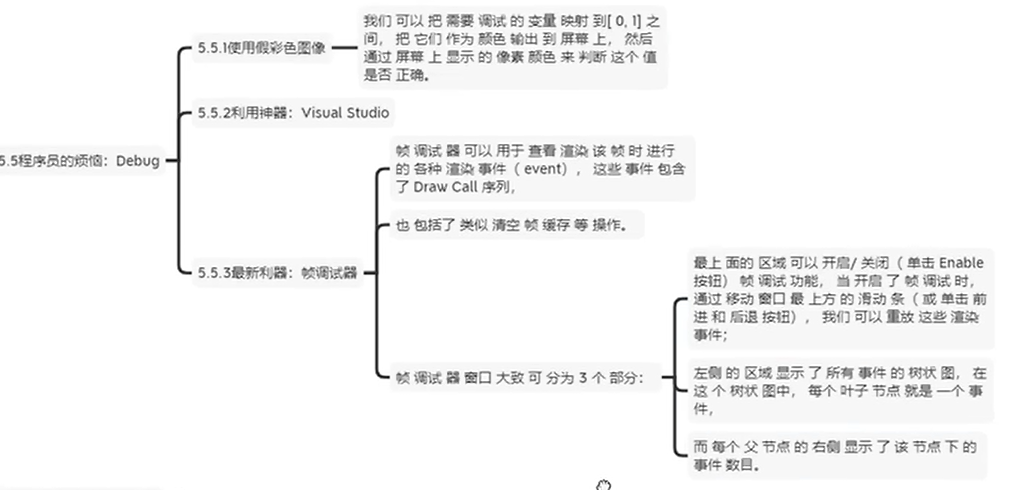 5.5程序员的烦恼：Debug
5.5.1使用假彩色图像
我们 可以 把 需要 调试 的 变量 映射 到[ 0, 1] 之
间， 把 它们 作为 颜色 输出 到 屏幕 上， 然后
通过 屏幕 上 显示 的 像素 颜色 来 判断 这个 值
是否 正确。
5.5.2利用神器：Visual Studio
5.5.3最新利器：帧调试器
帧 调试 器 可以 用于 查看 渲染 该 帧 时 进行
的 各种 渲染 事件（ event）， 这些 事件 包含
了 Draw Call 序列，
也 包括了 类似 清空 帧 缓存 等 操作。
帧 调试 器 窗口 大致 可 分为 3 个 部分：
最上 面的 区域 可以 开启/ 关闭（ 单击 Enable
按钮） 帧 调试 功能， 当 开启 了 帧 调试 时，
通过 移动 窗口 最 上方 的 滑动 条（ 或 单击 前
进 和 后退 按钮）， 我们 可以 重放 这些 渲染
事件；
左侧 的 区域 显示 了 所有 事件 的 树状 图， 在
这 个 树状 图中， 每个 叶子 节点 就是 一个 事
件，
而 每个 父 节点 的 右侧 显示 了 该 节点 下 的
事件 数目。